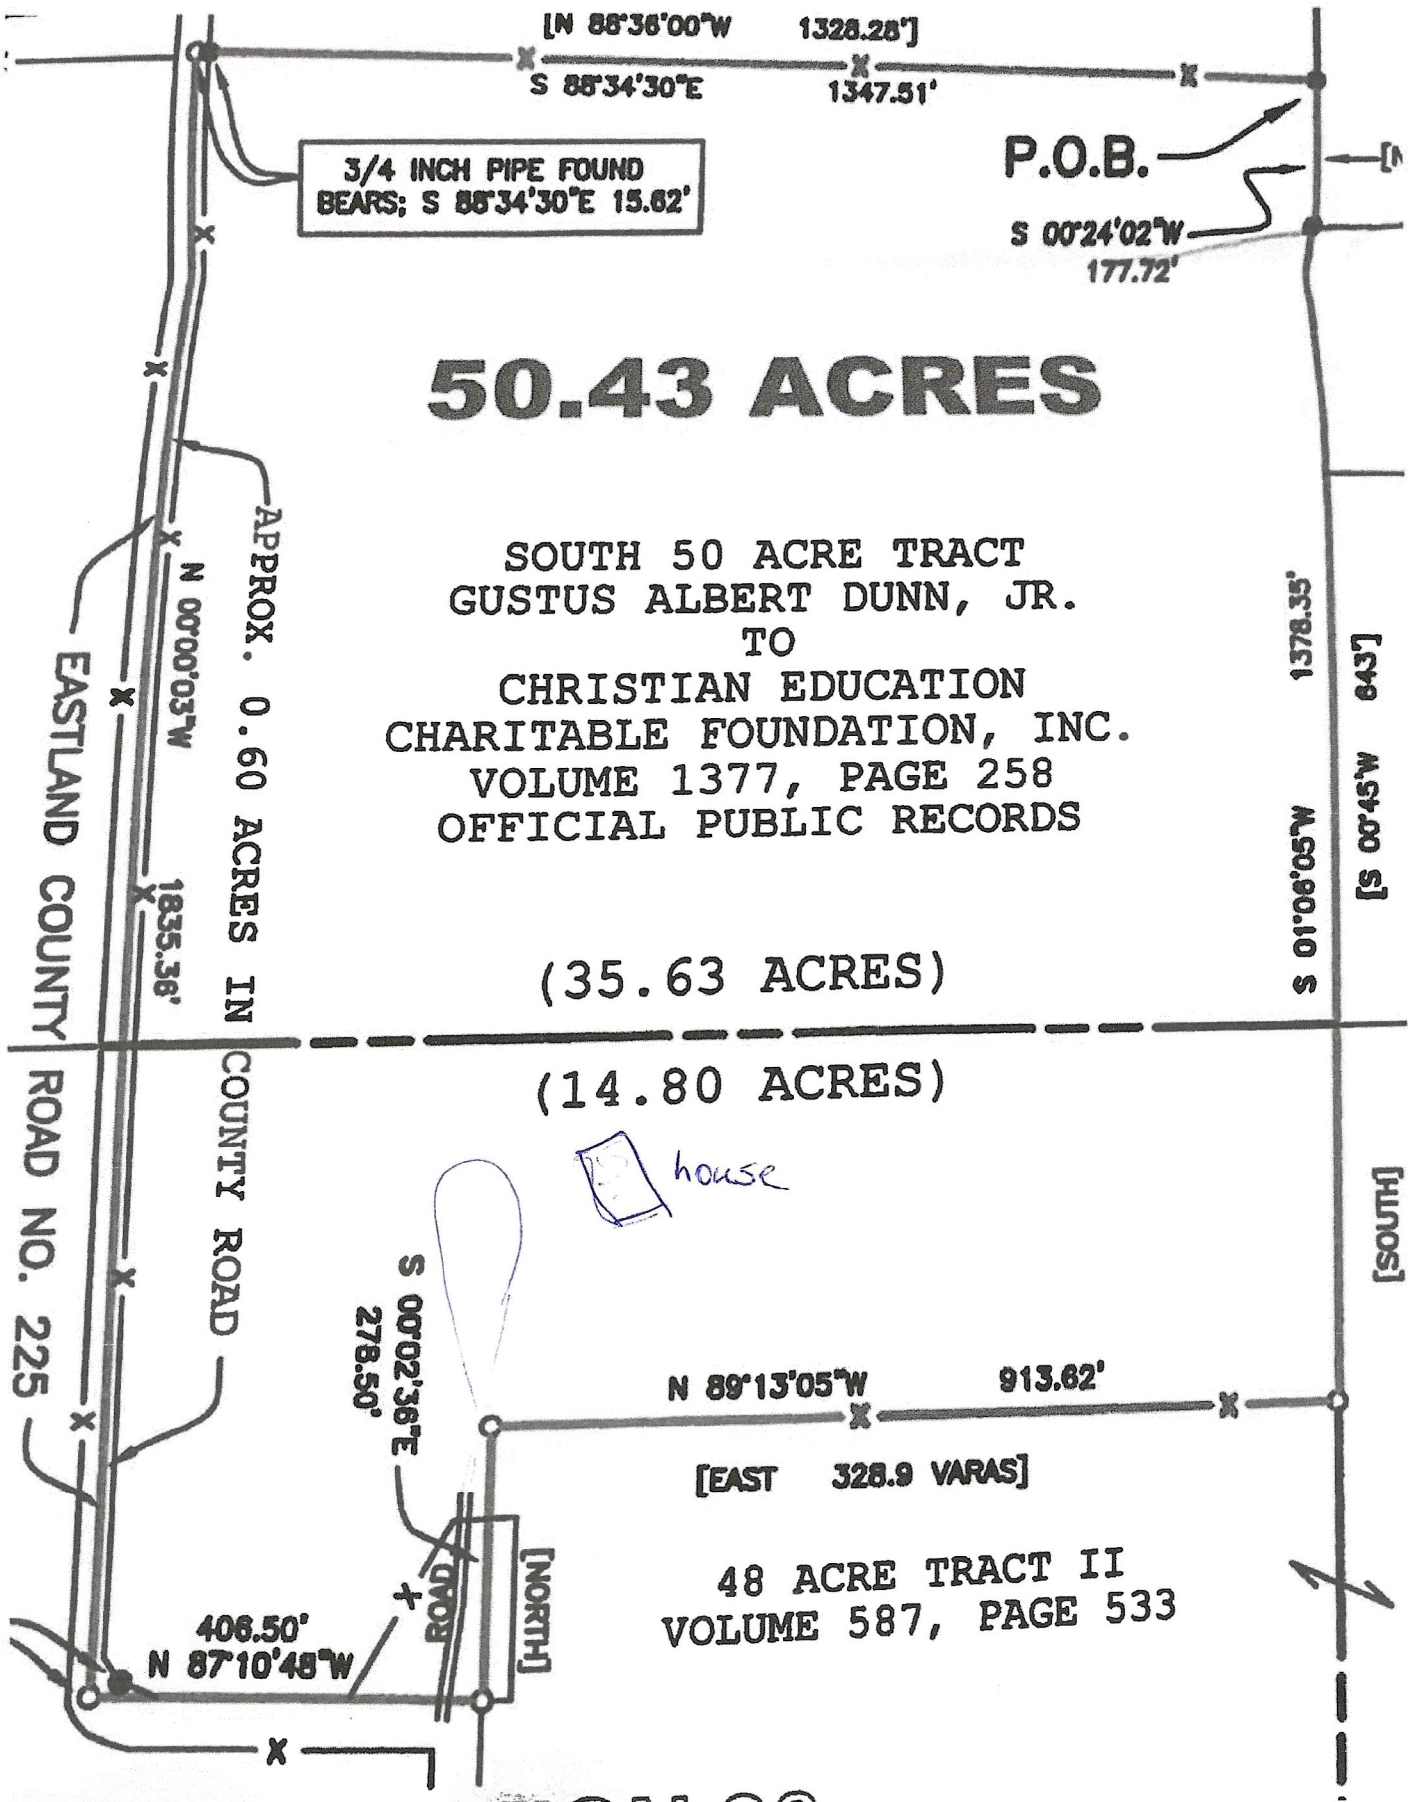 [N 88°36'00"W 1328.28']
S 88°34'30"E 1347.51'
3/4 INCH PIPE FOUND
BEARS; S 88°34'30"E 15.62'
P.O.B.
S 00°24'02"W
177.72'
50.43 ACRES
SOUTH 50 ACRE TRACT
GUSTUS ALBERT DUNN, JR.
TO
CHRISTIAN EDUCATION
CHARITABLE FOUNDATION, INC.
VOLUME 1377, PAGE 258
OFFICIAL PUBLIC RECORDS
APPROX. 0.60 ACRES IN COUNTY ROAD
N 00°00'03"W 1835.36'
EASTLAND COUNTY ROAD NO. 225
S 01°06'05"W 1378.35'
[S 00°45'W 643']
(35.63 ACRES)
(14.80 ACRES)
house
[SOUTH]
S 00°02'36"E
278.50'
N 89°13'05"W 913.62'
[EAST 328.9 VARAS]
[NORTH]
ROAD
48 ACRE TRACT II
VOLUME 587, PAGE 533
406.50'
N 87°10'48"W